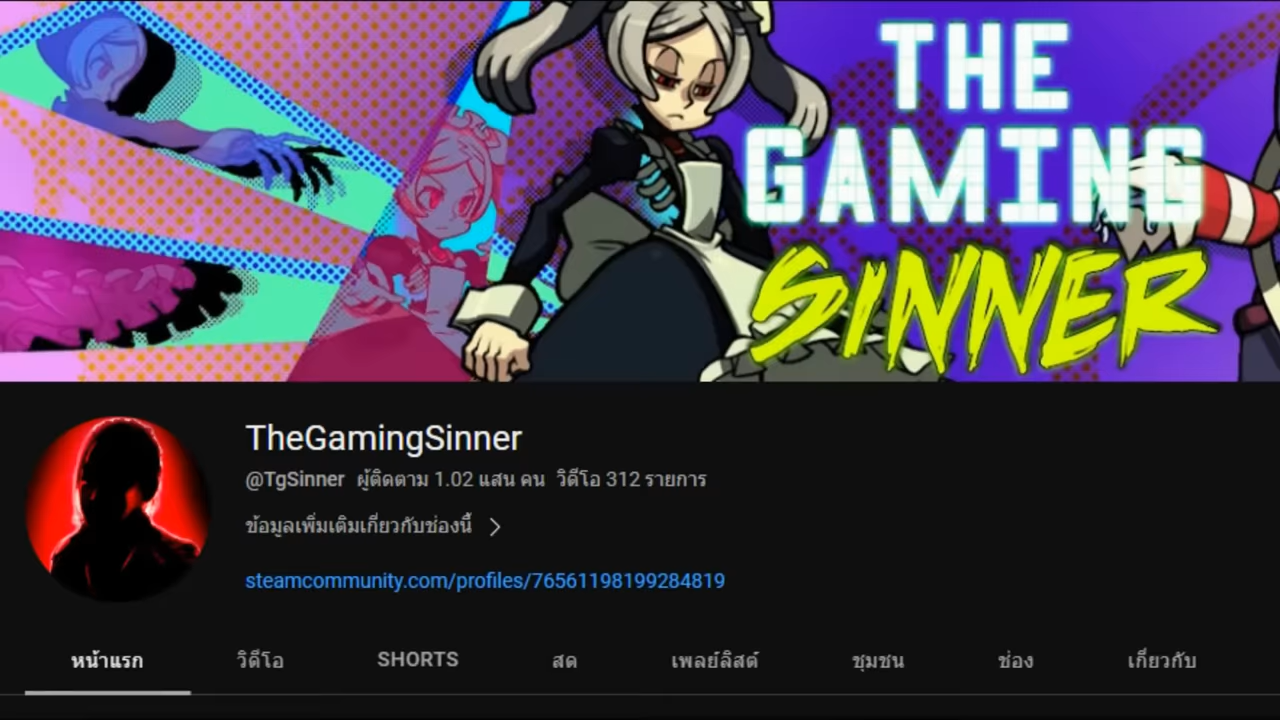 THE
GAMING
SINNER
TheGamingSinner
@TgSinner ผู้ติดตาม 1.02 แสน คน วิดีโอ 312 รายการ
ข้อมูลเพิ่มเติมเกี่ยวกับช่องนี้
steamcommunity.com/profiles/76561198199284819
หน้าแรก วิดีโอ SHORTS สด เพลย์ลิสต์ ชุมชน ช่อง เกี่ยวกับ